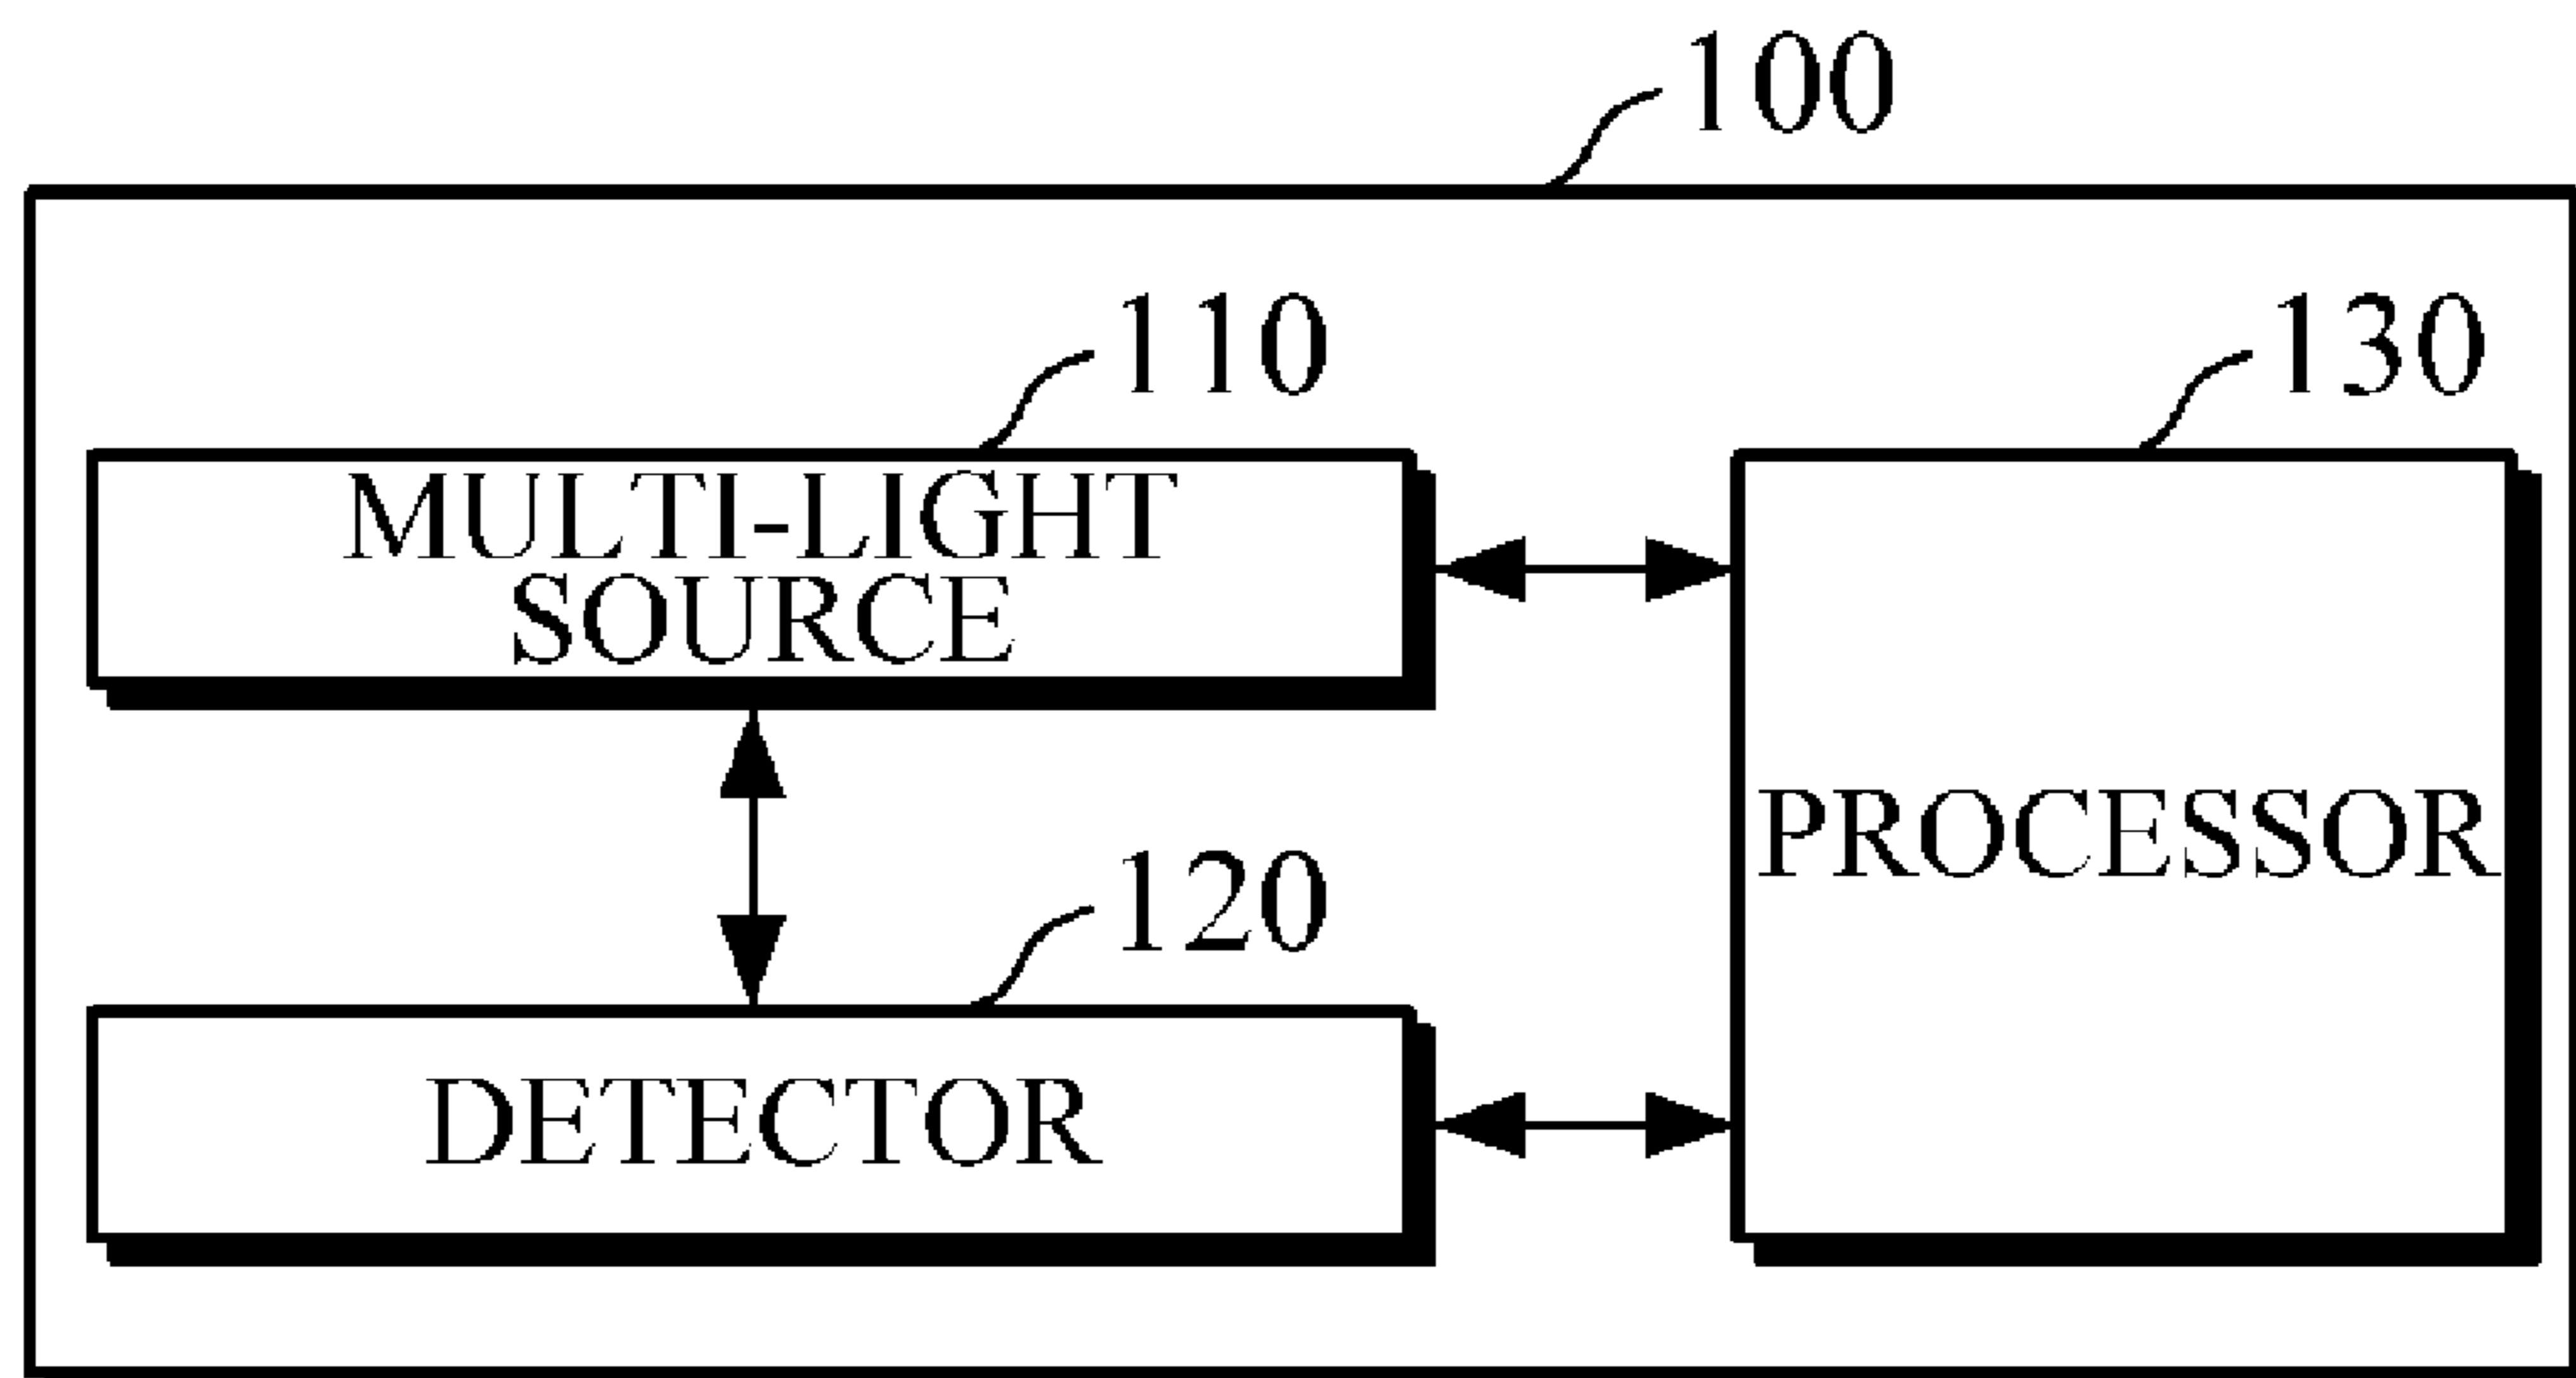 100
110
130
MULTI-LIGHT
SOURCE
PROCESSOR
120
DETECTOR